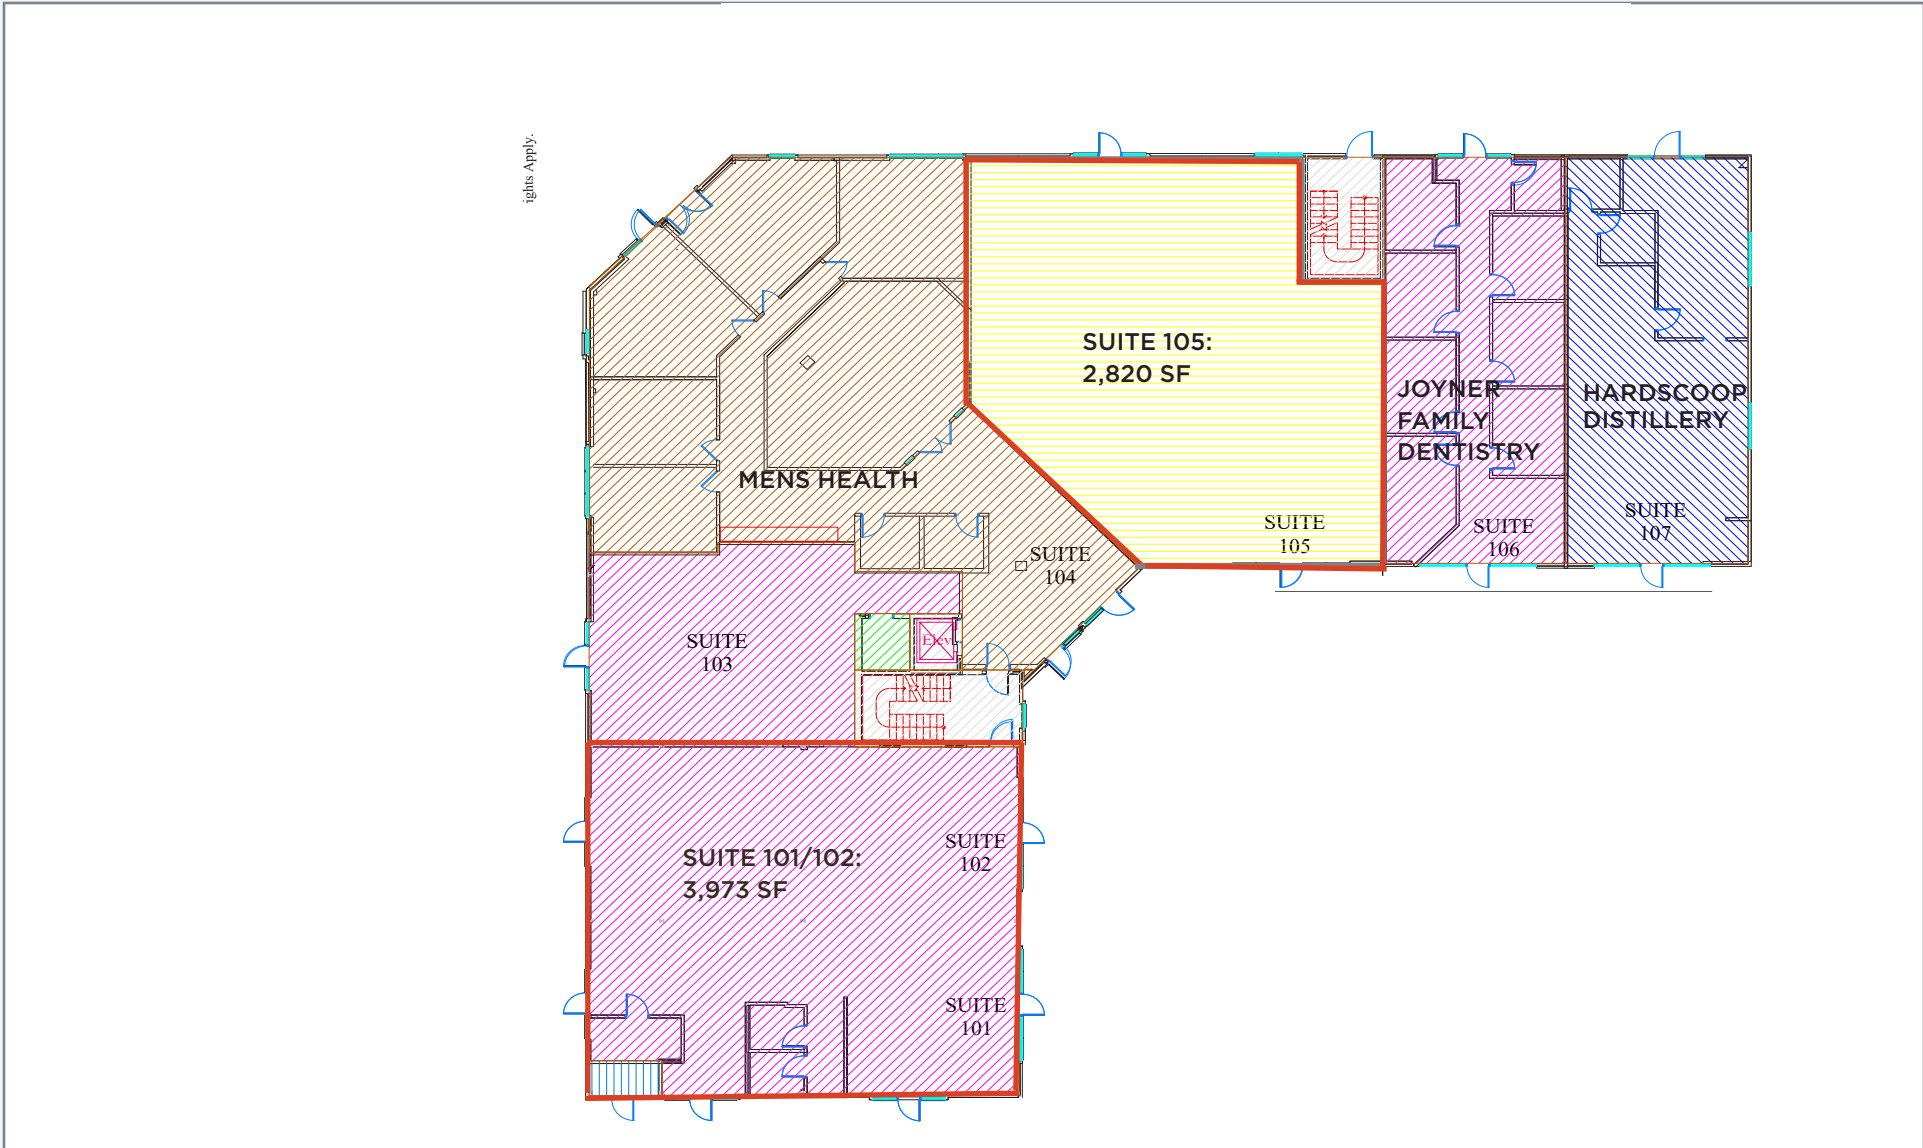 ights Apply.
SUITE 105:
2,820 SF
JOYNER
FAMILY
DENTISTRY
HARDSCOOP
DISTILLERY
MENS HEALTH
SUITE
105
SUITE
106
SUITE
107
SUITE
104
SUITE
103
Elev
SUITE 101/102:
3,973 SF
SUITE
102
SUITE
101